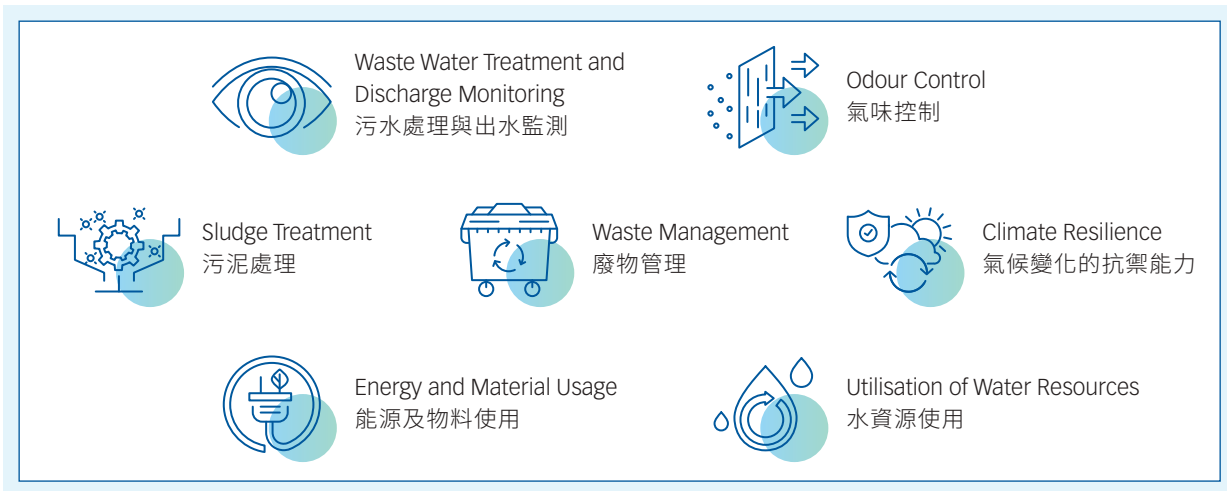 Waste Water Treatment and
Discharge Monitoring
污水處理與出水監測
Odour Control
氣味控制
Sludge Treatment
污泥處理
Waste Management
廢物管理
Climate Resilience
氣候變化的抗禦能力
Energy and Material Usage
能源及物料使用
Utilisation of Water Resources
水資源使用